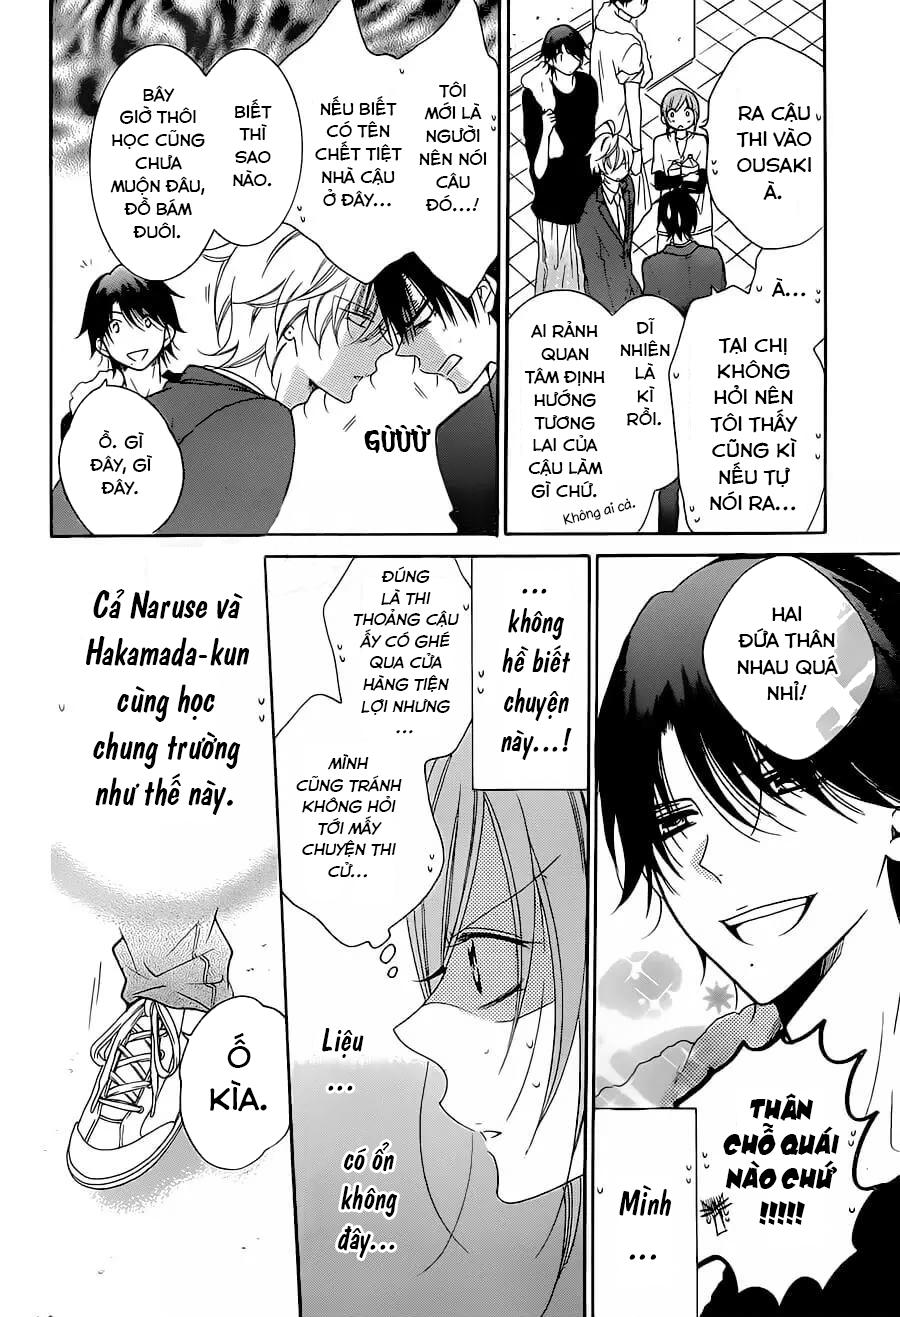 RA CẬU
THI VÀO
OUSAKI
À.
À...
TẠI CHỊ
KHÔNG
HỎI NÊN
TÔI THẤY
CŨNG KÌ
NẾU TỰ
NÓI RA...
DĨ
NHIÊN
LÀ
KÌ
RỒI.
AI RẢNH
QUAN
TÂM ĐỊNH
HƯỚNG
TƯƠNG
LAI CỦA
CẬU LÀM
GÌ CHỨ.
Không ai cả.
TÔI
MỚI LÀ
NGƯỜI
NÊN NÓI
CÂU
ĐÓ...!
NẾU BIẾT
CÓ TÊN
CHẾT TIỆT
NHÀ CẬU
Ở ĐÂY...
BIẾT
THÌ
SAO
NÀO.
BÂY
GIỜ THÔI
HỌC CŨNG
CHƯA
MUỘN ĐÂU,
ĐỒ BÁM
ĐUÔI.
GỪỪỪ
Ồ. GÌ
ĐÂY, GÌ
ĐÂY.
HAI
ĐỨA THÂN
NHAU QUÁ
NHỈ!
THÂN
CHỖ QUÁI
NÀO CHỨ
!!!!!
Mình
...
...
không
hề biết
chuyện
này...!
ĐÚNG
LÀ THI
THOẢNG CẬU
ẤY CÓ GHÉ
QUA CỬA
HÀNG TIỆN
LỢI NHƯNG
...
MÌNH
CŨNG TRÁNH
KHÔNG HỎI
TỚI MẤY
CHUYỆN THI
CỬ...
Liệu
...
có ổn
không
đây...
Cả Naruse và
Hakamada-kun
cùng học
chung trường
như thế này.
Ố
KÌA.